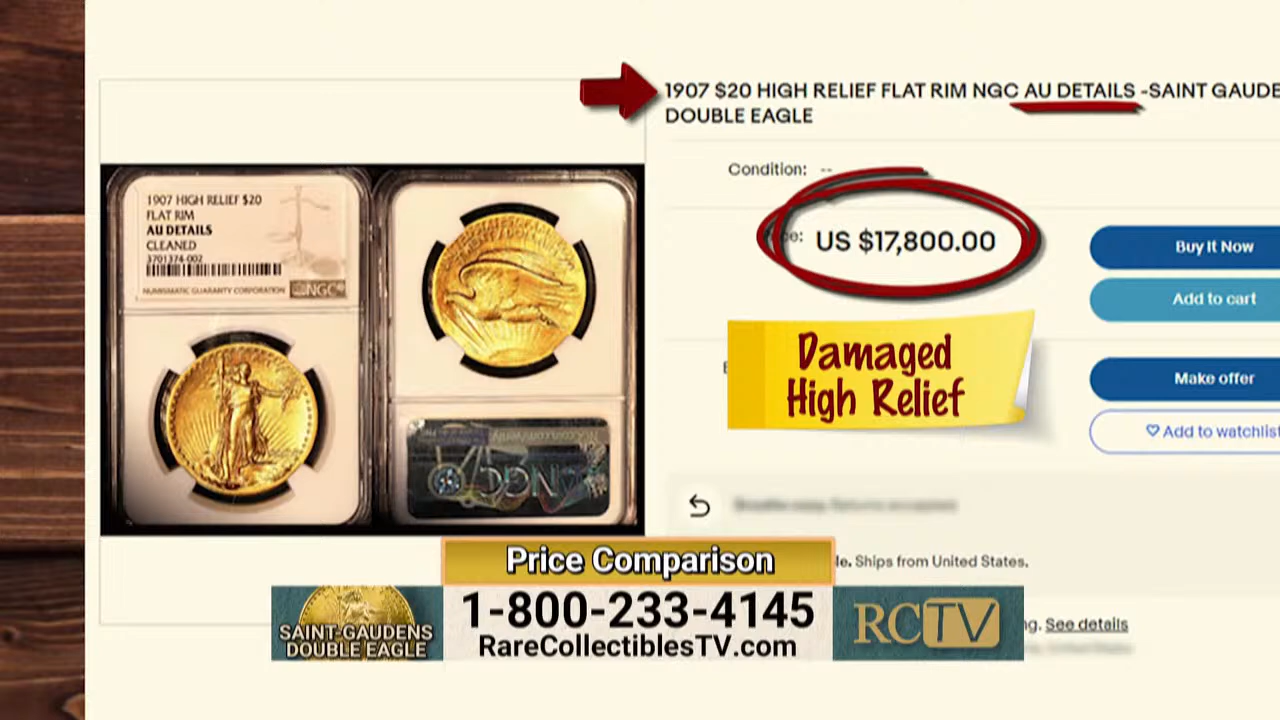 1907 $20 HIGH RELIEF FLAT RIM NGC AU DETAILS -SAINT GAUDE
DOUBLE EAGLE
Condition: --
US $17,800.00
Buy It Now
Add to cart
Damaged
High Relief
Make offer
Add to watchlist
1907 HIGH RELIEF $20
FLAT RIM
AU DETAILS
CLEANED
3701374-002
NUMISMATIC GUARANTY CORPORATION NGC
NGC
Ships from United States.
See details
Price Comparison
SAINT-GAUDENS
DOUBLE EAGLE
1-800-233-4145
RareCollectiblesTV.com
RCTV